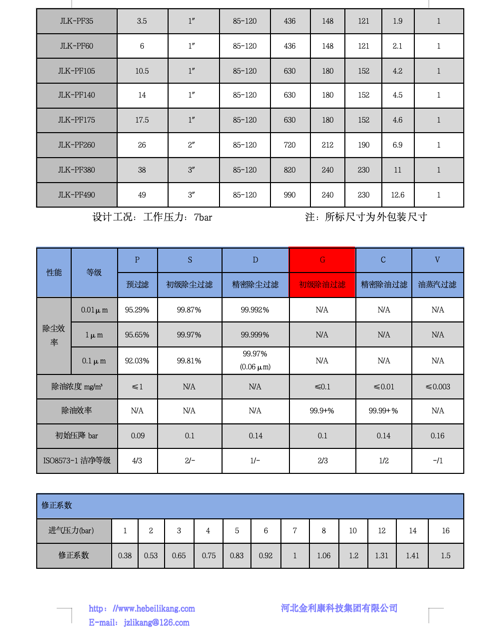 JLK-PF35 3.5 1″ 85-120 436 148 121 1.9 1
JLK-PF60 6 1″ 85-120 436 148 121 2.1 1
JLK-PF105 10.5 1″ 85-120 630 180 152 4.2 1
JLK-PF140 14 1″ 85-120 630 180 152 4.5 1
JLK-PF175 17.5 1″ 85-120 630 180 152 4.6 1
JLK-PF260 26 2″ 85-120 720 212 190 6.9 1
JLK-PF380 38 3″ 85-120 820 240 230 11 1
JLK-PF490 49 3″ 85-120 990 240 230 12.6 1
设计工况：工作压力：7bar 注：所标尺寸为外包装尺寸
性能 等级 P S D G C V
预过滤 初级除尘过滤 精密除尘过滤 初级除油过滤 精密除油过滤 油蒸汽过滤
除尘效率 0.01μm 95.29% 99.87% 99.992% N/A N/A N/A
1μm 95.65% 99.97% 99.999% N/A N/A N/A
0.1μm 92.03% 99.81% 99.97% (0.06μm) N/A N/A N/A
除油浓度 mg/m³ ≤1 N/A N/A ≤0.1 ≤0.01 ≤0.003
除油效率 N/A N/A N/A 99.9+% 99.99+% N/A
初始压降 bar 0.09 0.1 0.14 0.1 0.14 0.16
ISO8573-1 洁净等级 4/3 2/- 1/- 2/3 1/2 -/1
修正系数
进气压力(bar) 1 2 3 4 5 6 7 8 10 12 14 16
修正系数 0.38 0.53 0.65 0.75 0.83 0.92 1 1.06 1.2 1.31 1.41 1.5
http：//www.hebeilikang.com 河北金利康科技集团有限公司
E-mail：jzlikang@126.com